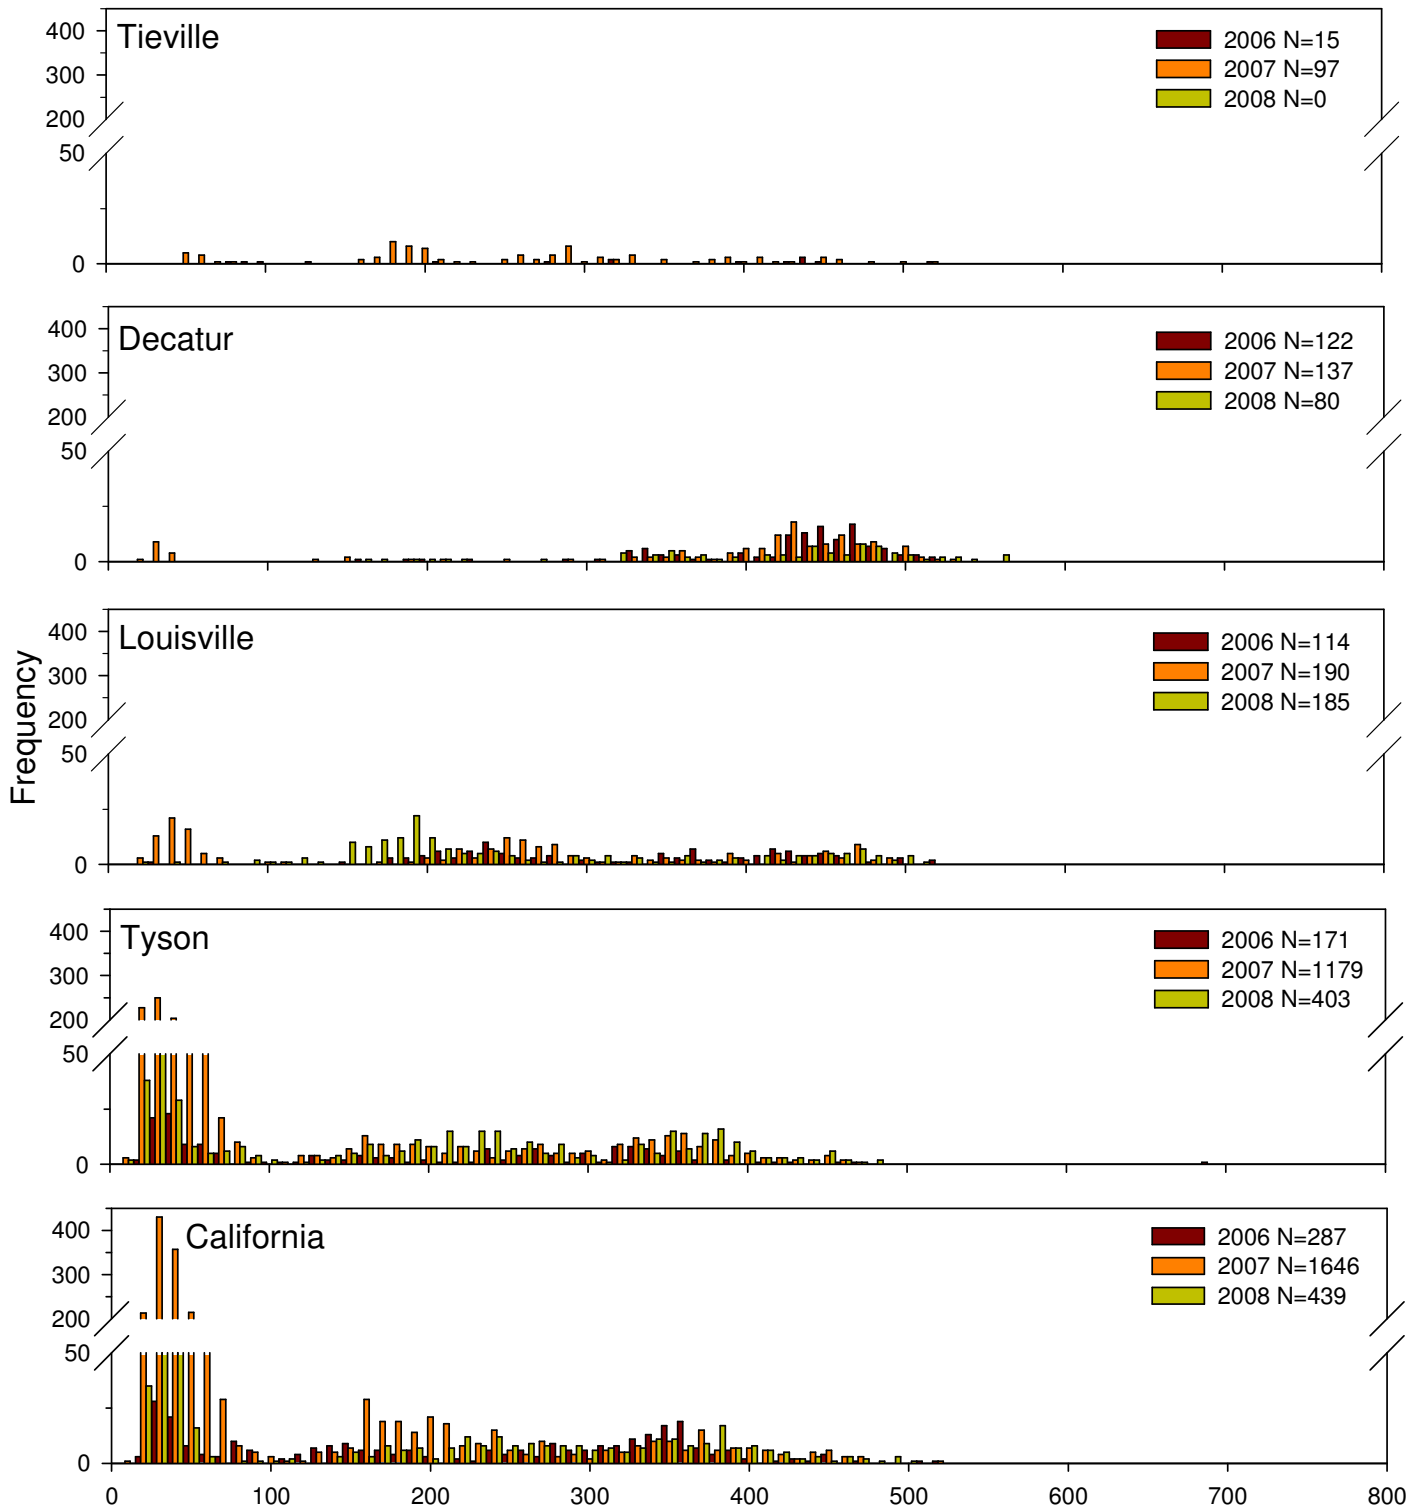 Tieville
400
300
200
50
0
2006 N=15
2007 N=97
2008 N=0
Decatur
400
300
200
50
0
2006 N=122
2007 N=137
2008 N=80
Louisville
400
300
200
50
0
2006 N=114
2007 N=190
2008 N=185
Frequency
Tyson
400
300
200
50
0
2006 N=171
2007 N=1179
2008 N=403
California
400
300
200
50
0
2006 N=287
2007 N=1646
2008 N=439
0 100 200 300 400 500 600 700 800